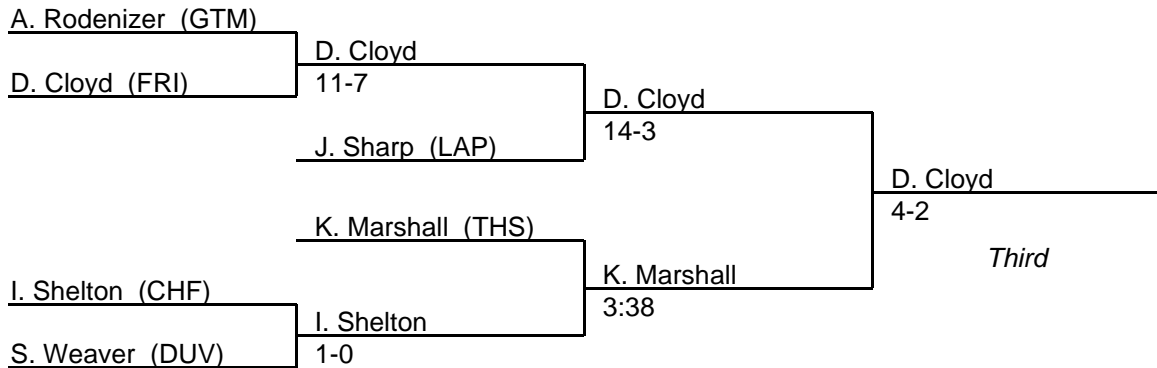 A. Rodenizer (GTM)
D. Cloyd
D. Cloyd (FRI)
11-7
D. Cloyd
14-3
J. Sharp (LAP)
D. Cloyd
4-2
K. Marshall (THS)
Third
K. Marshall
I. Shelton (CHF)
3:38
I. Shelton
S. Weaver (DUV)
1-0